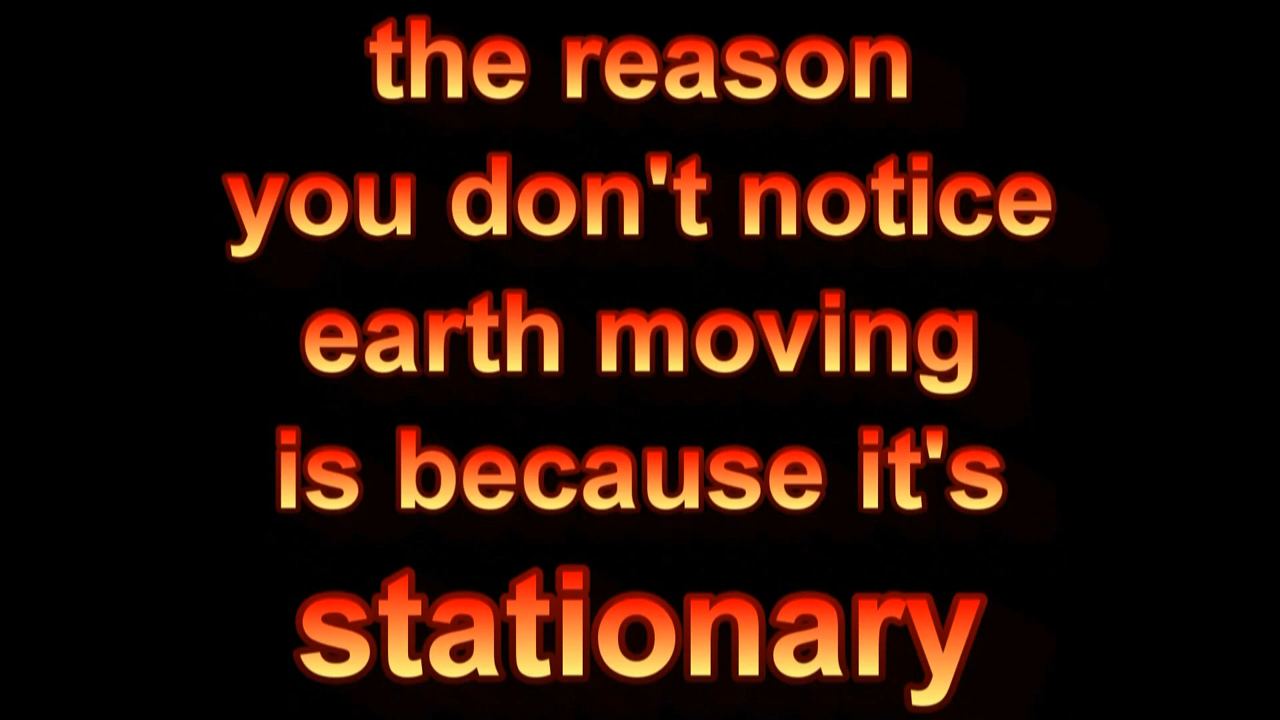 the reason
you don't notice
earth moving
is because it's
stationary